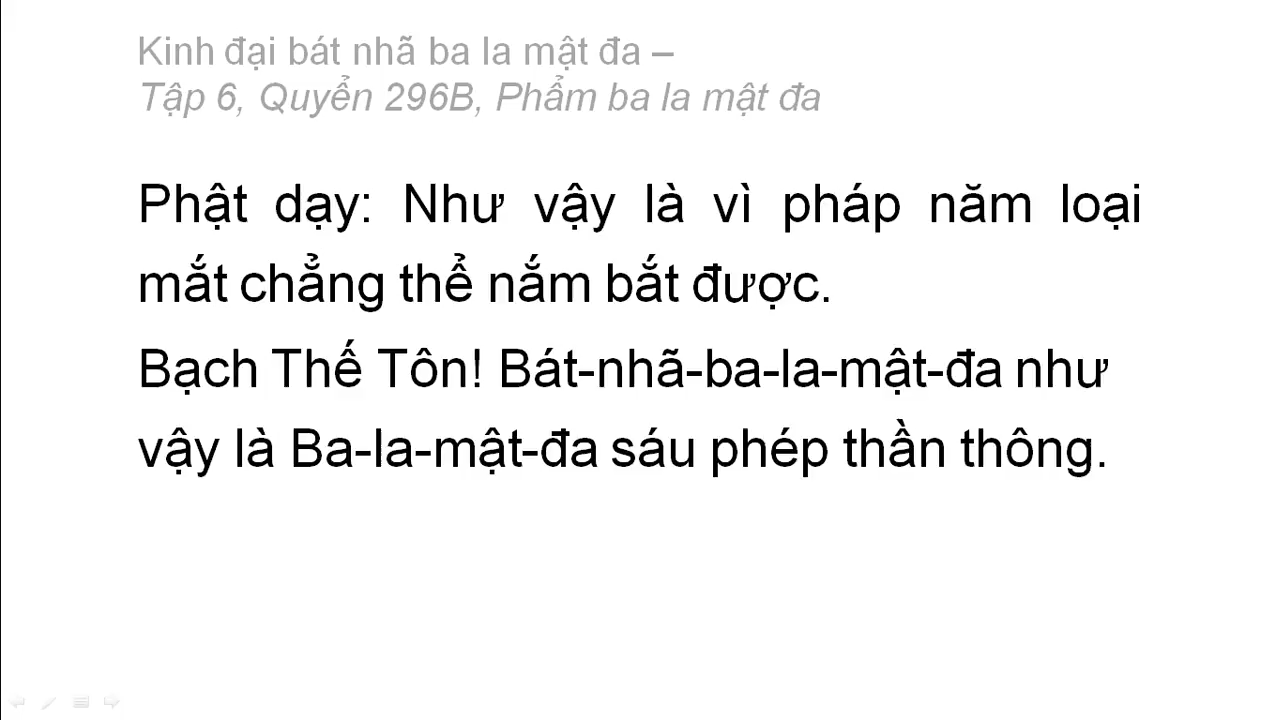 Kinh đại bát nhã ba la mật đa –
Tập 6, Quyển 296B, Phẩm ba la mật đa
Phật dạy: Như vậy là vì pháp năm loại
mắt chẳng thể nắm bắt được.
Bạch Thế Tôn! Bát-nhã-ba-la-mật-đa như
vậy là Ba-la-mật-đa sáu phép thần thông.